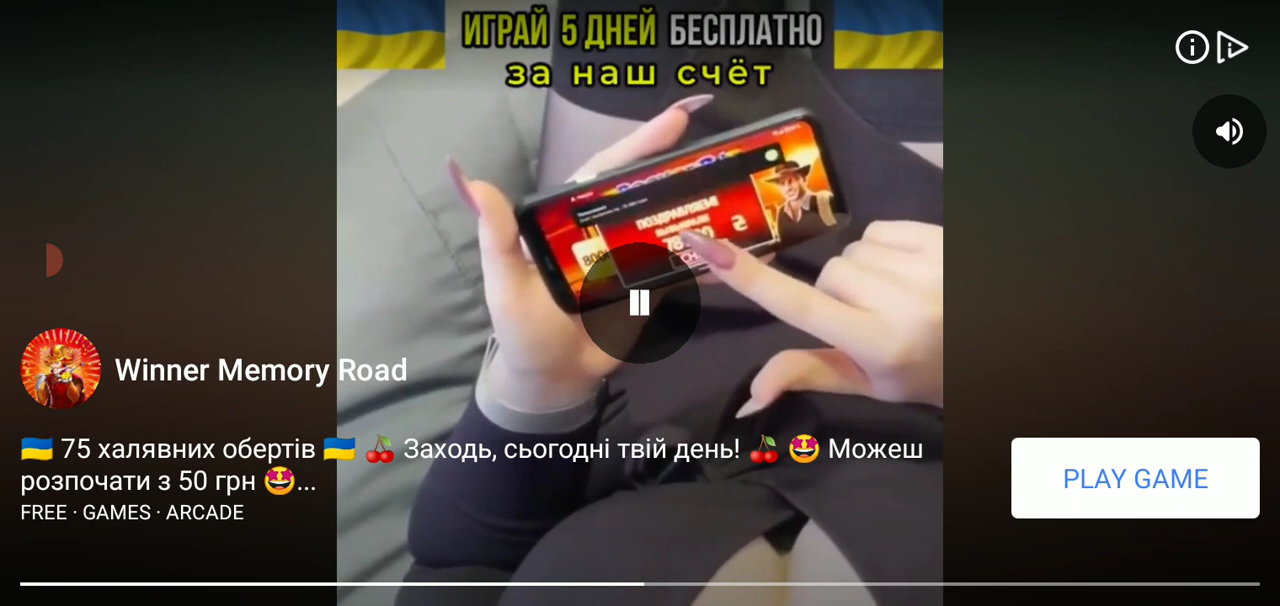 ИГРАЙ 5 ДНЕЙ БЕСПЛАТНО
за наш счёт
ПОЗДРАВЛЯЕМ!
Winner Memory Road
🇺🇦 75 халявних обертів 🇺🇦 🍒 Заходь, сьогодні твій день! 🍒 🤩 Можеш
розпочати з 50 грн 🤩...
FREE · GAMES · ARCADE
PLAY GAME